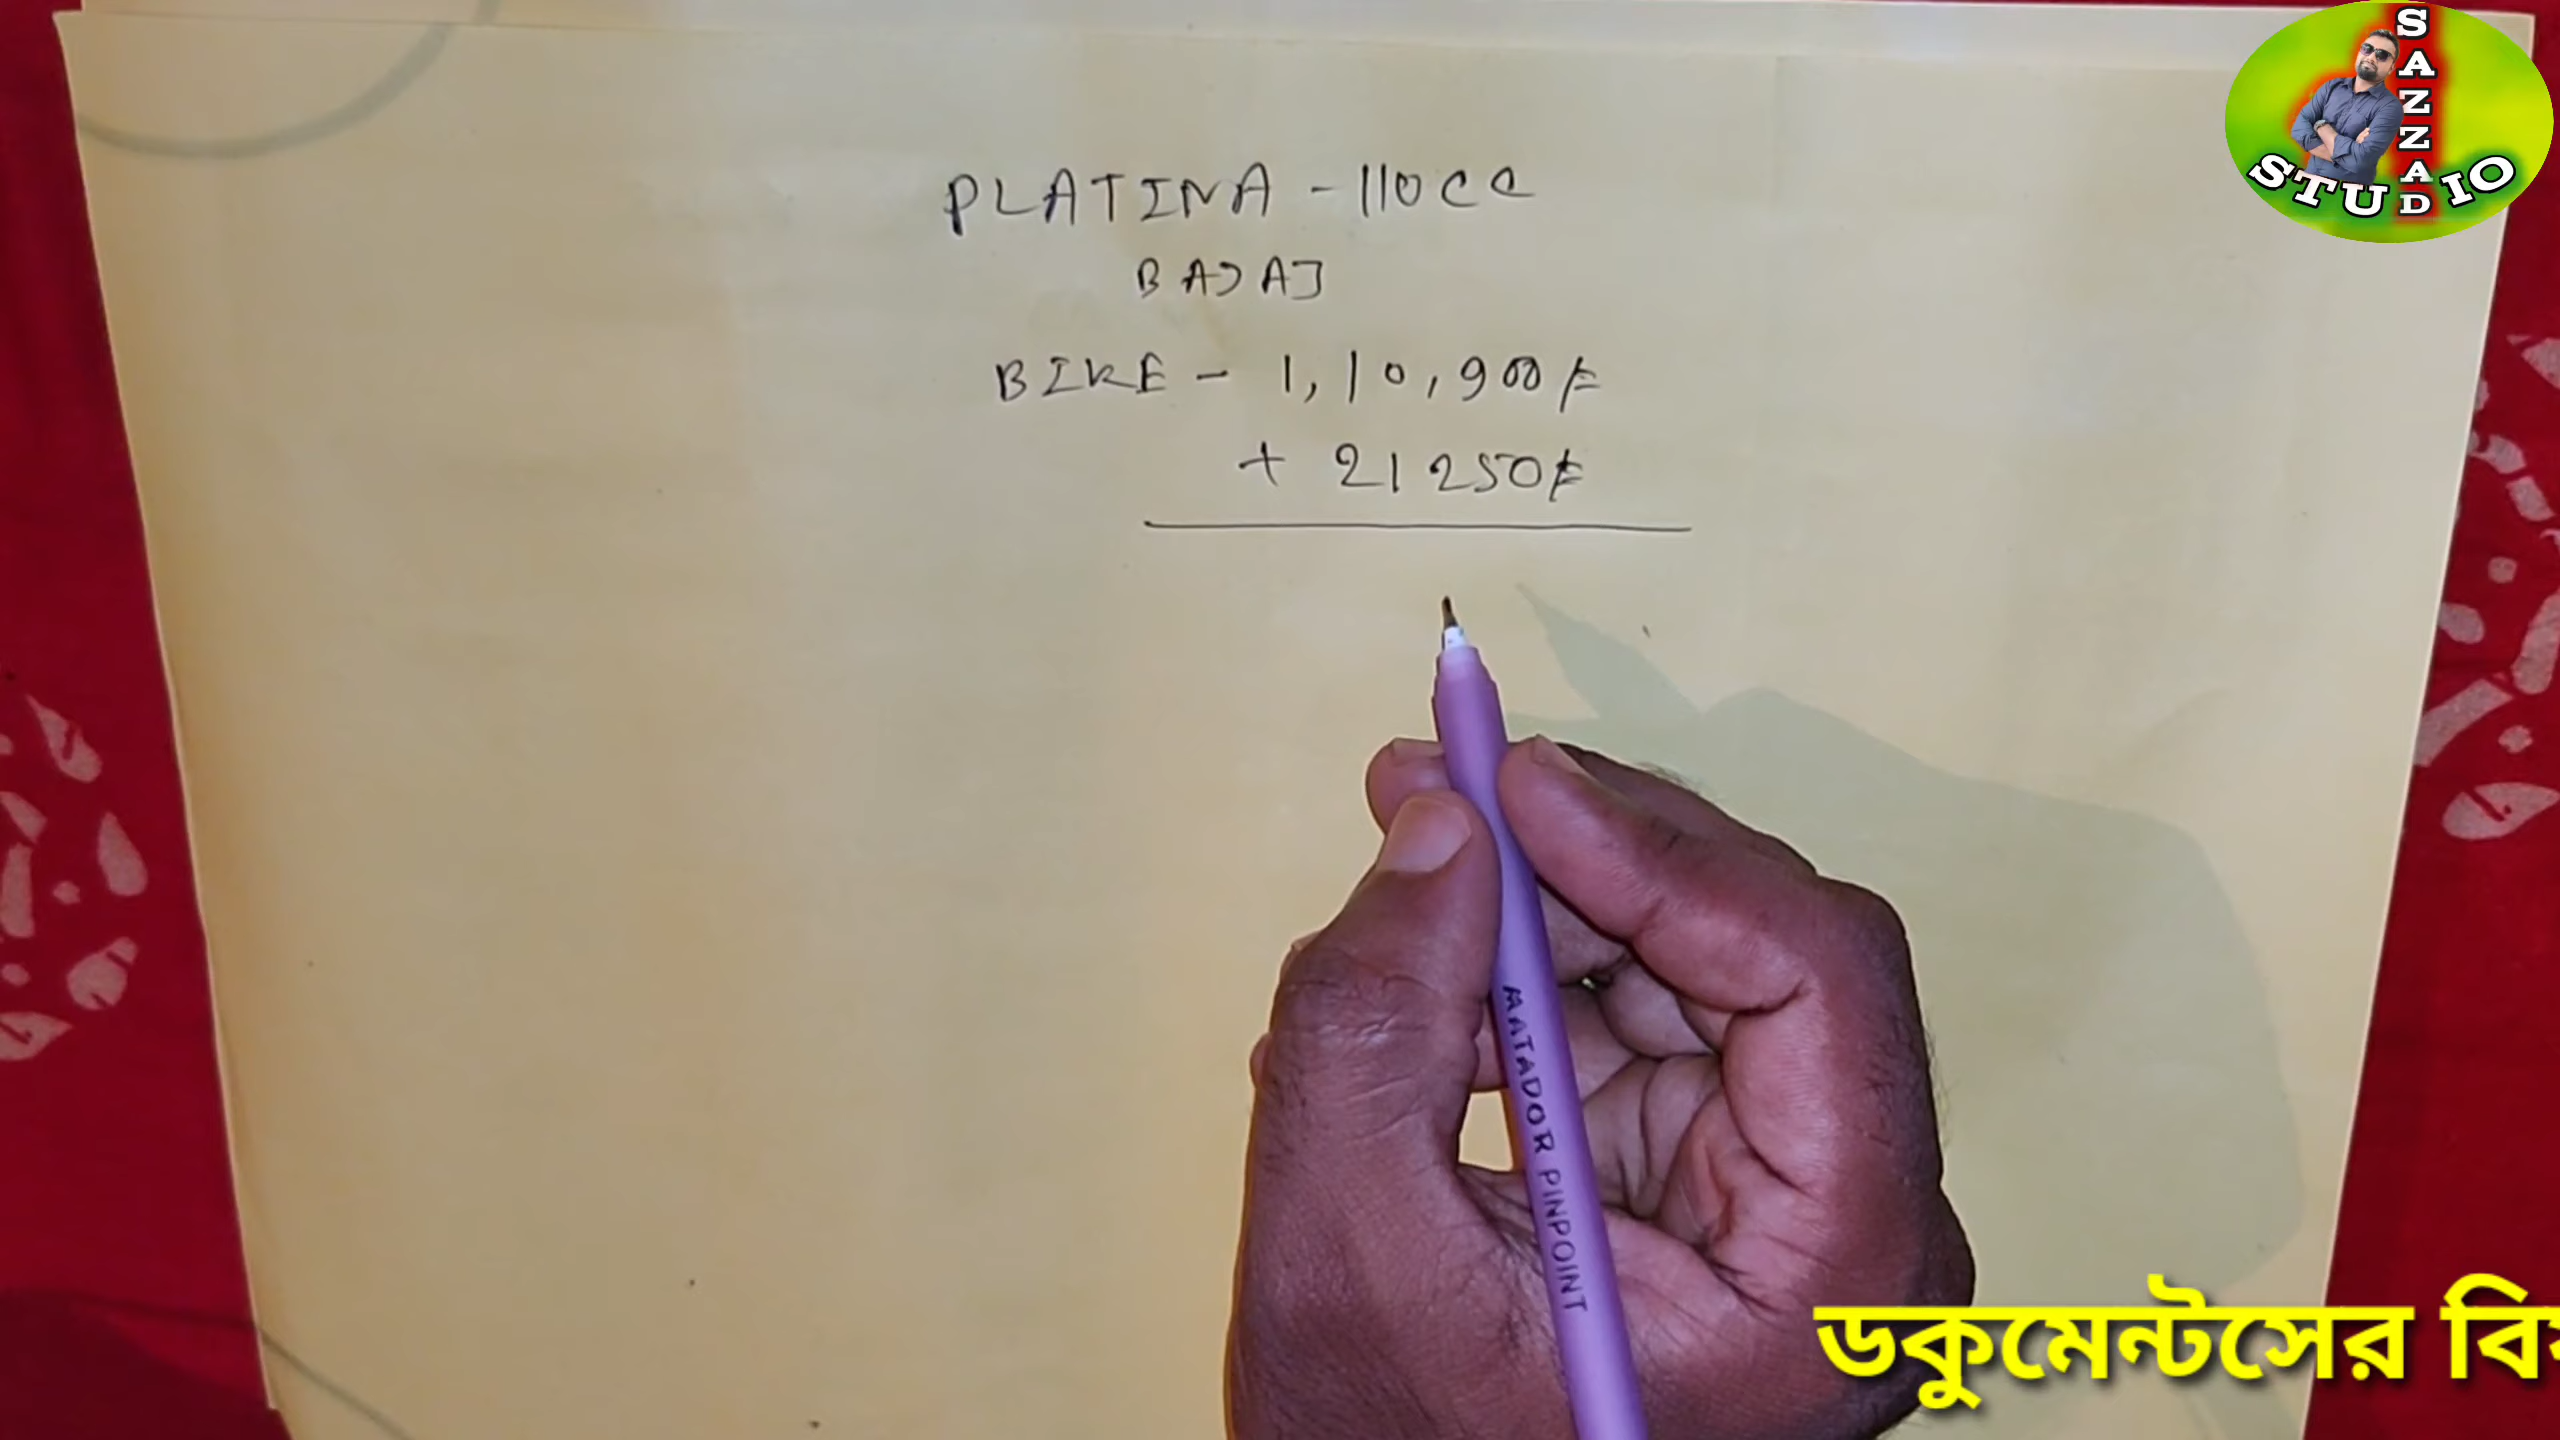 PLATINA - 110CC
BAJAJ
BIKE - 1,10,900/=
+ 21250/=
MATADOR PINPOINT
SAZZAD
STUDIO
ডকুমেন্টসের